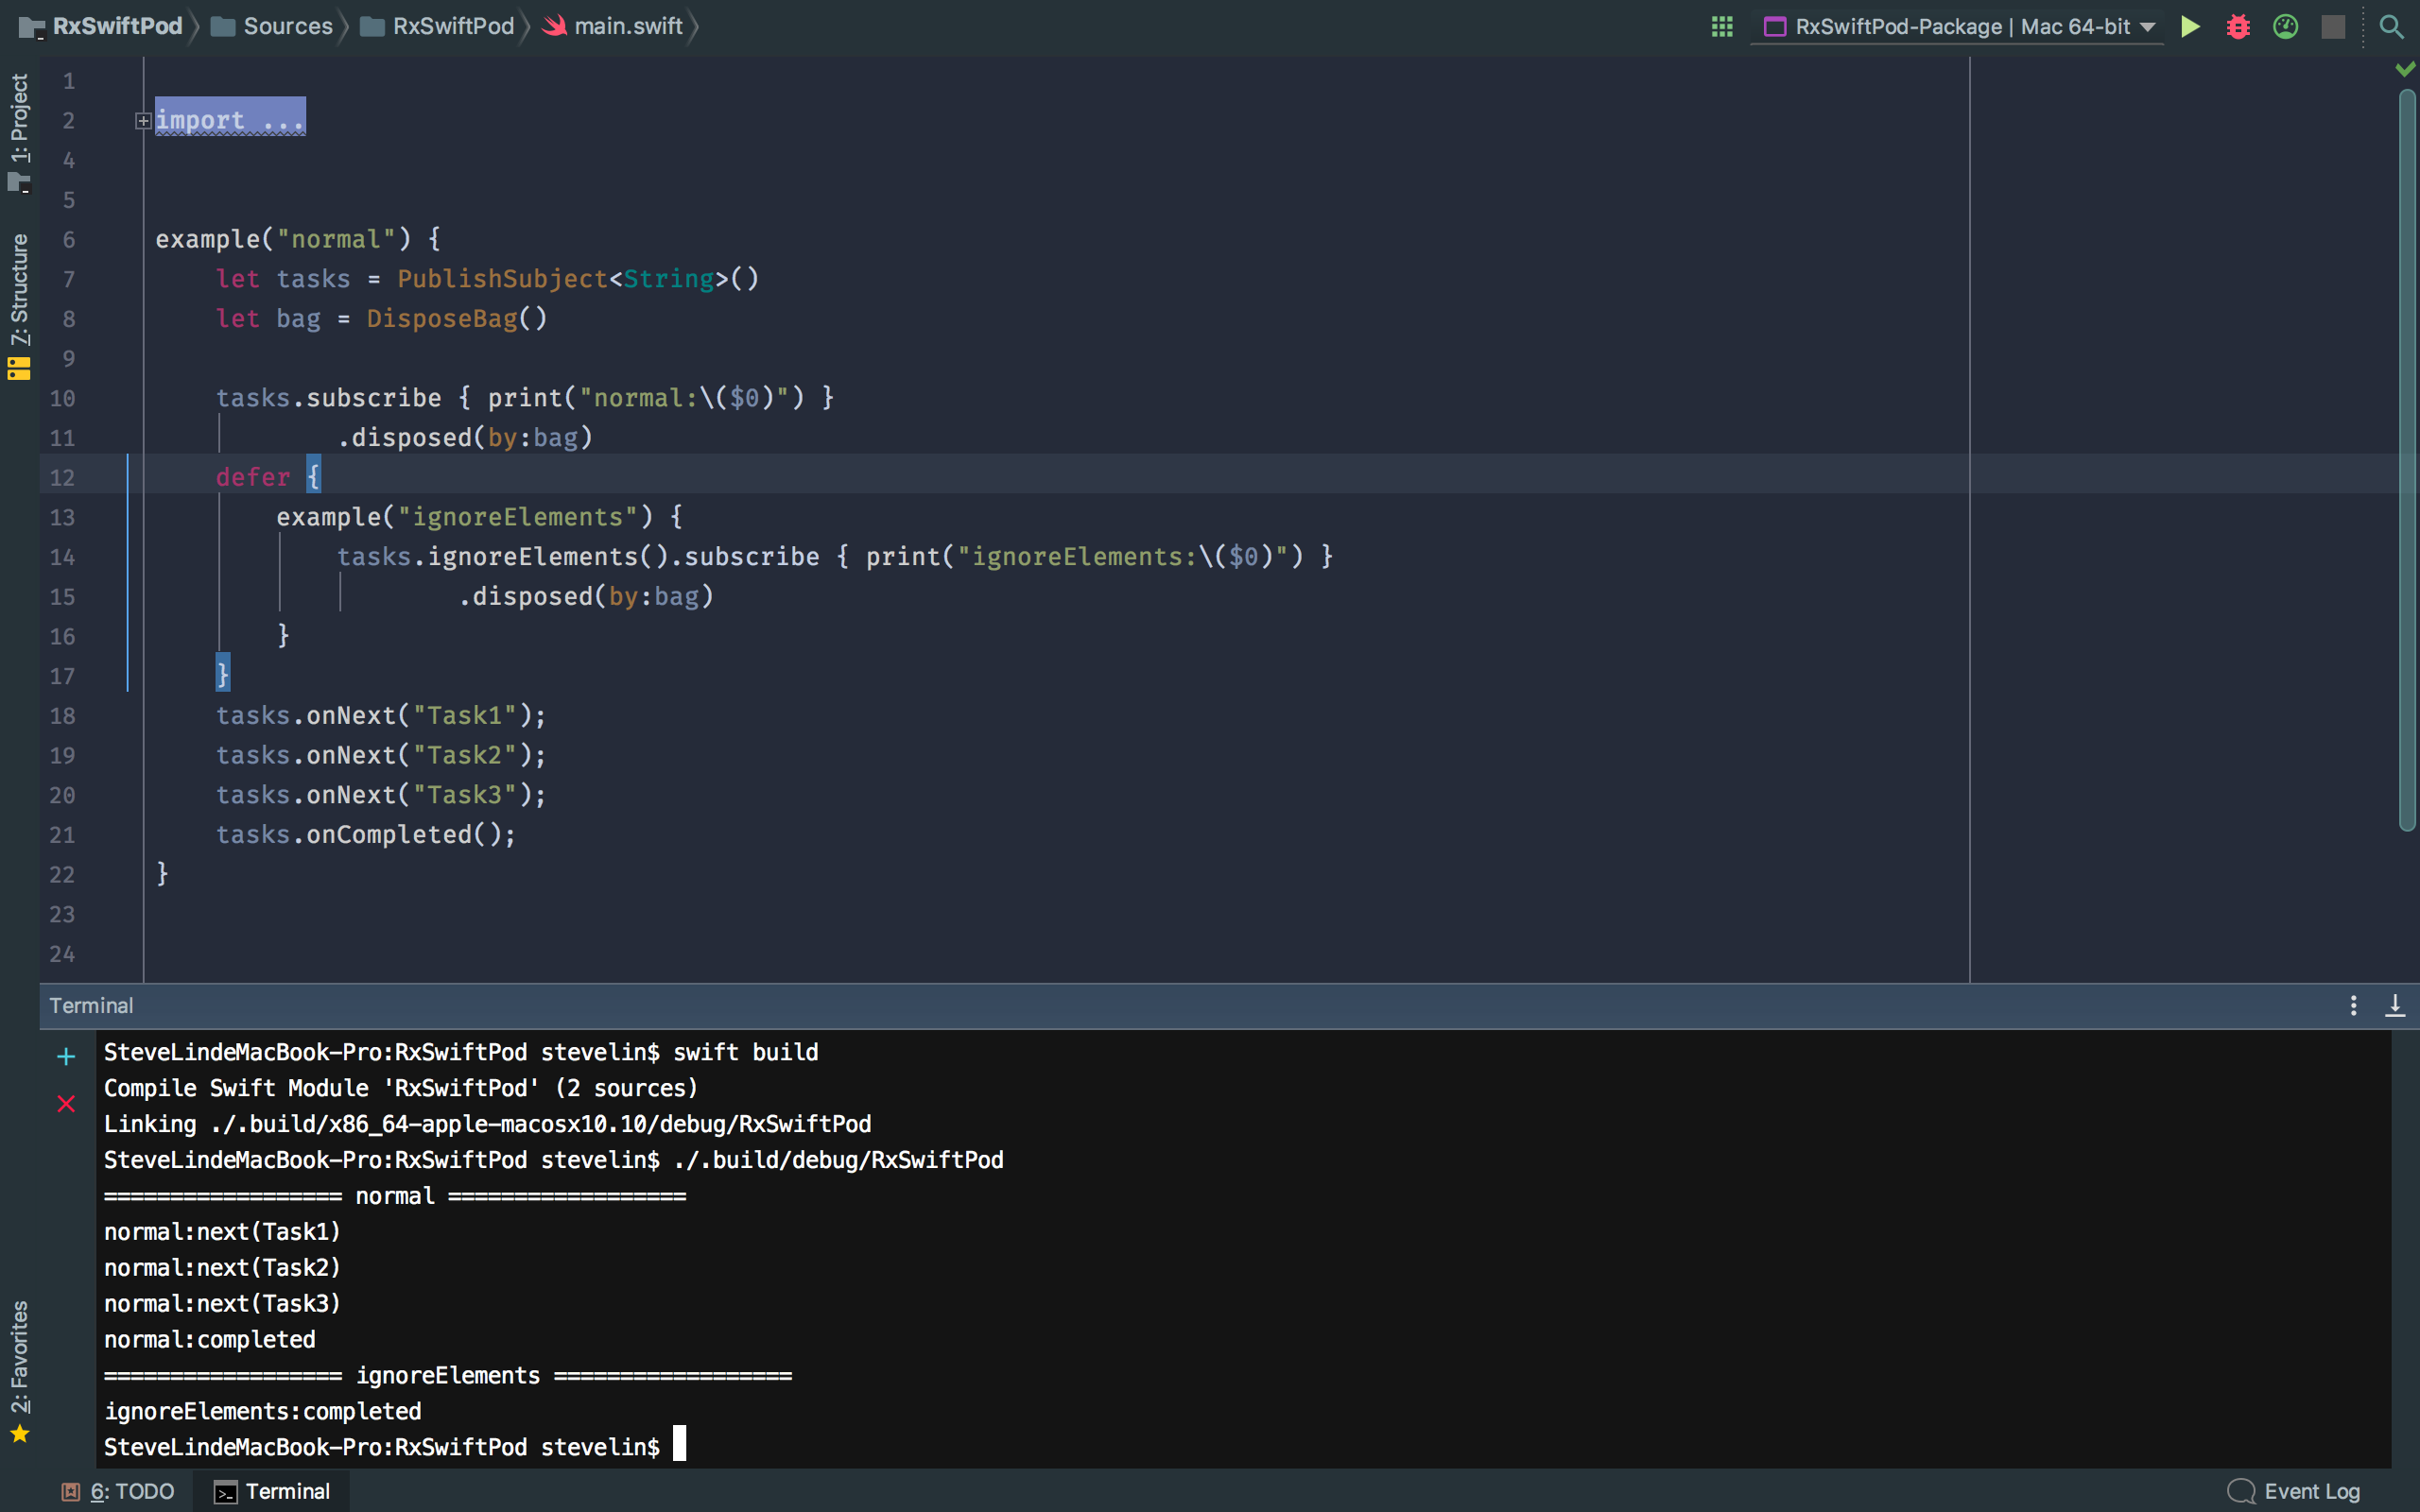 RxSwiftPod Sources RxSwiftPod main.swift RxSwiftPod-Package | Mac 64-bit
1: Project
7: Structure
2: Favorites
1
2 import ...
4
5
6 example("normal") {
7 let tasks = PublishSubject<String>()
8 let bag = DisposeBag()
9
10 tasks.subscribe { print("normal:\($0)") }
11 .disposed(by:bag)
12 defer {
13 example("ignoreElements") {
14 tasks.ignoreElements().subscribe { print("ignoreElements:\($0)") }
15 .disposed(by:bag)
16 }
17 }
18 tasks.onNext("Task1");
19 tasks.onNext("Task2");
20 tasks.onNext("Task3");
21 tasks.onCompleted();
22 }
23
24
Terminal
SteveLindeMacBook-Pro:RxSwiftPod stevelin$ swift build
Compile Swift Module 'RxSwiftPod' (2 sources)
Linking ./.build/x86_64-apple-macosx10.10/debug/RxSwiftPod
SteveLindeMacBook-Pro:RxSwiftPod stevelin$ ./.build/debug/RxSwiftPod
================== normal ==================
normal:next(Task1)
normal:next(Task2)
normal:next(Task3)
normal:completed
================== ignoreElements ==================
ignoreElements:completed
SteveLindeMacBook-Pro:RxSwiftPod stevelin$
6: TODO Terminal Event Log